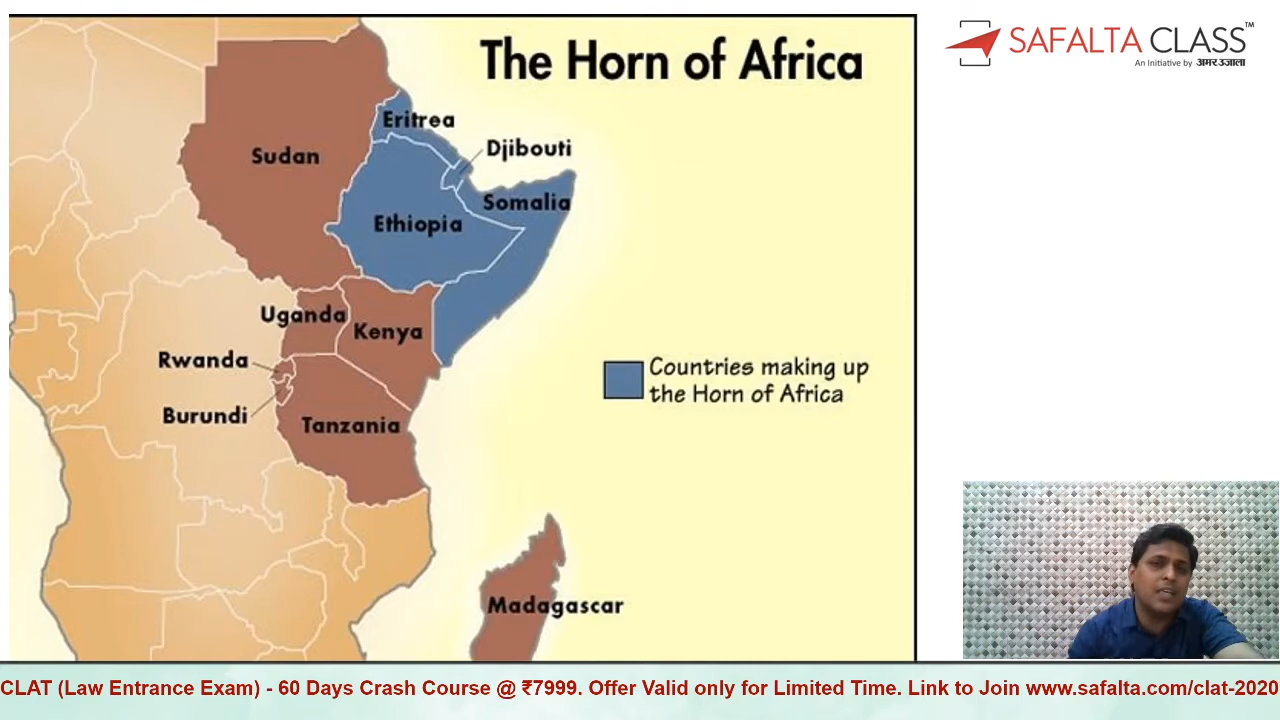 The Horn of Africa
SAFALTA CLASS™
An Initiative by अमर उजाला
Eritrea
Djibouti
Sudan
Somalia
Ethiopia
Uganda
Kenya
Rwanda
Countries making up
the Horn of Africa
Burundi
Tanzania
Madagascar
CLAT (Law Entrance Exam) - 60 Days Crash Course @ ₹7999. Offer Valid only for Limited Time. Link to Join www.safalta.com/clat-2020